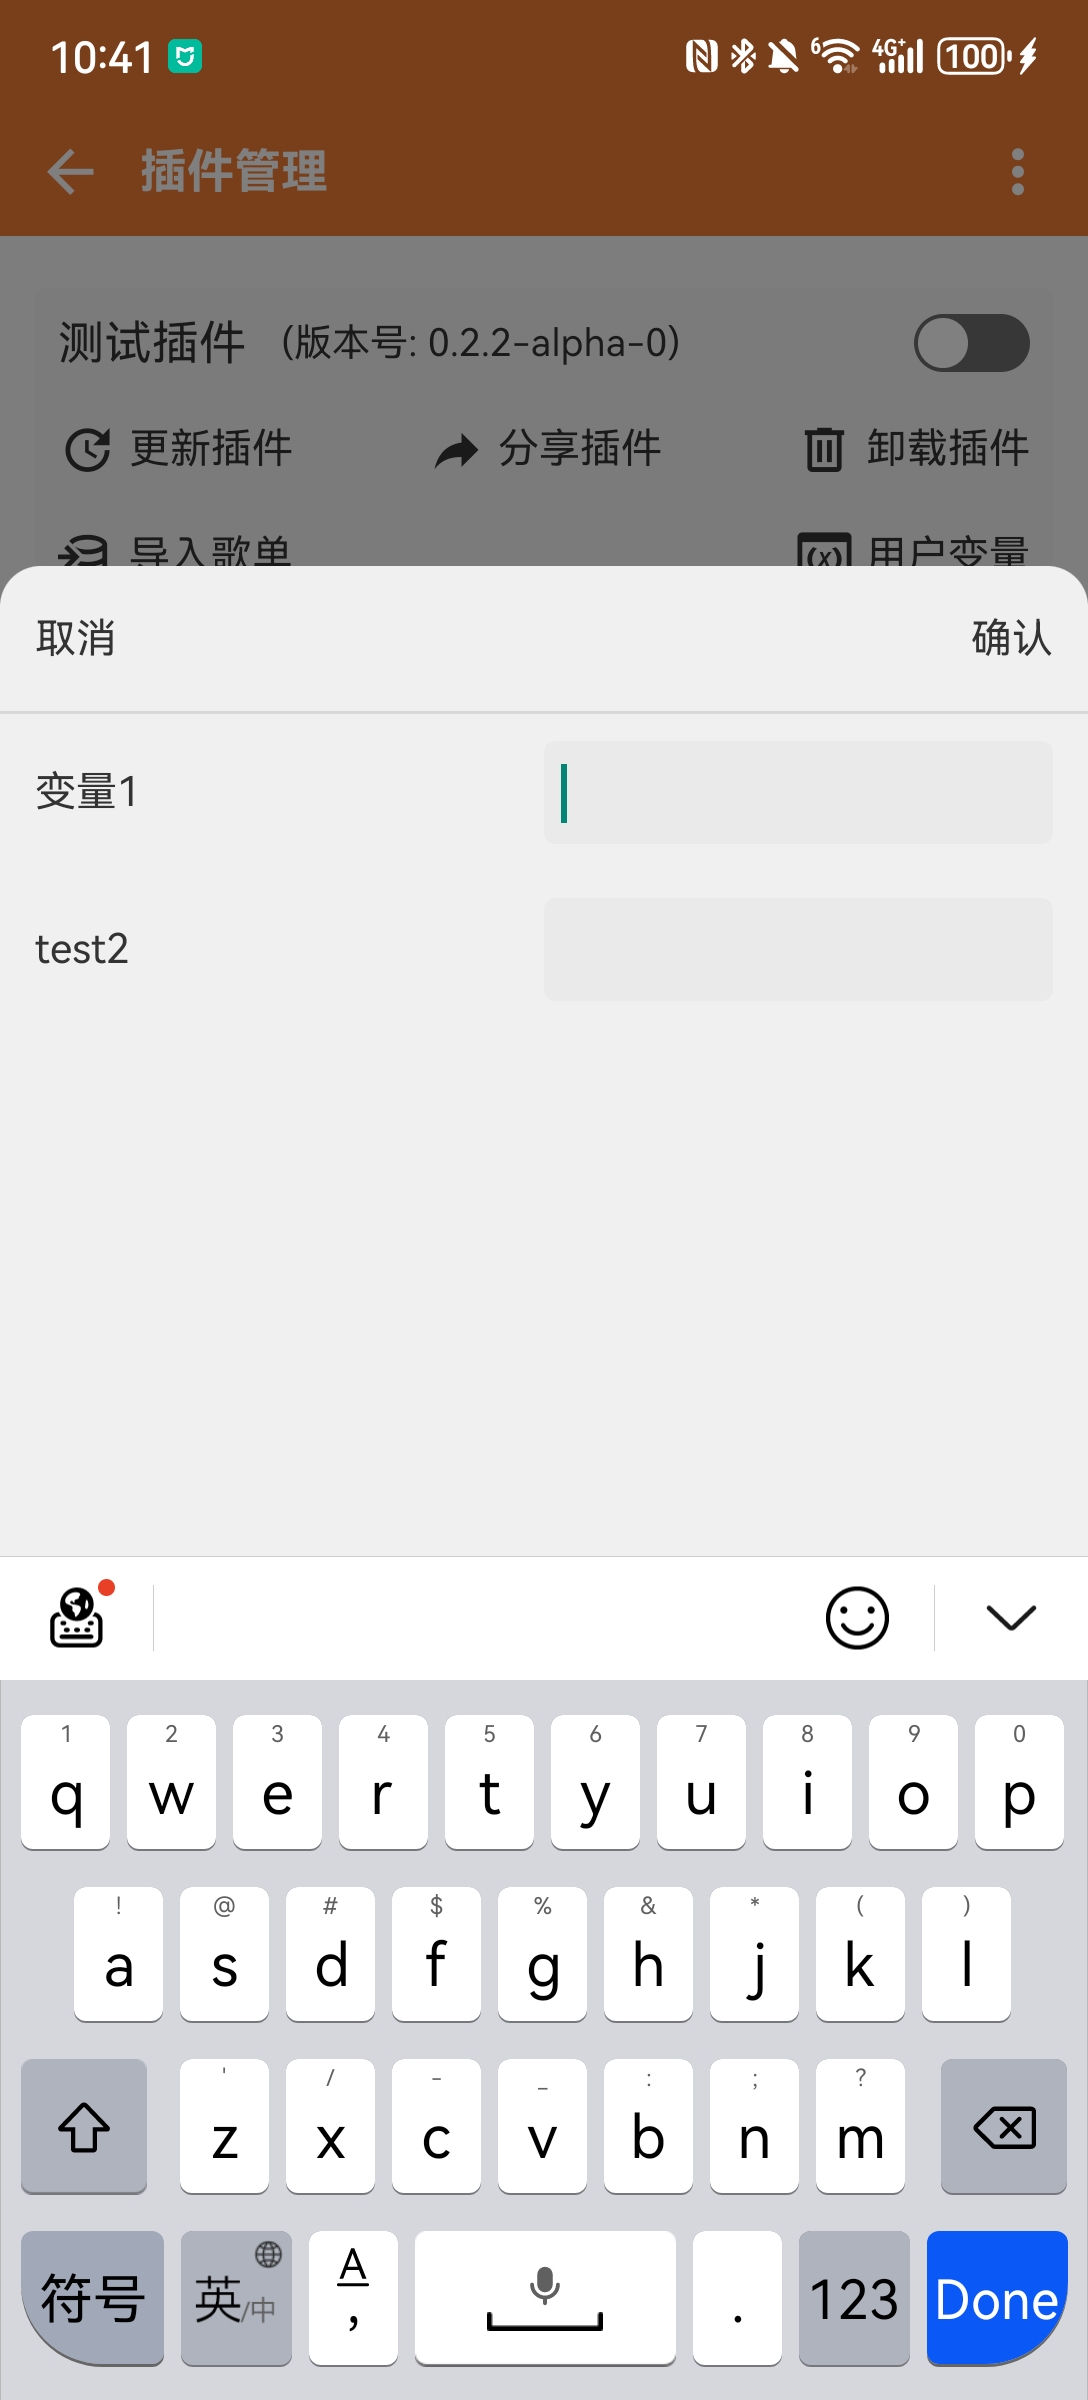 10:41 6 4G+ 100
插件管理
测试插件 (版本号: 0.2.2-alpha-0)
更新插件 分享插件 卸载插件
导入歌单 用户变量
取消 确认
变量1
test2
1 2 3 4 5 6 7 8 9 0
q w e r t y u i o p
! @ # $ % & * ( )
a s d f g h j k l
' / - _ : ; ?
z x c v b n m
符号 英/中 A , . 123 Done